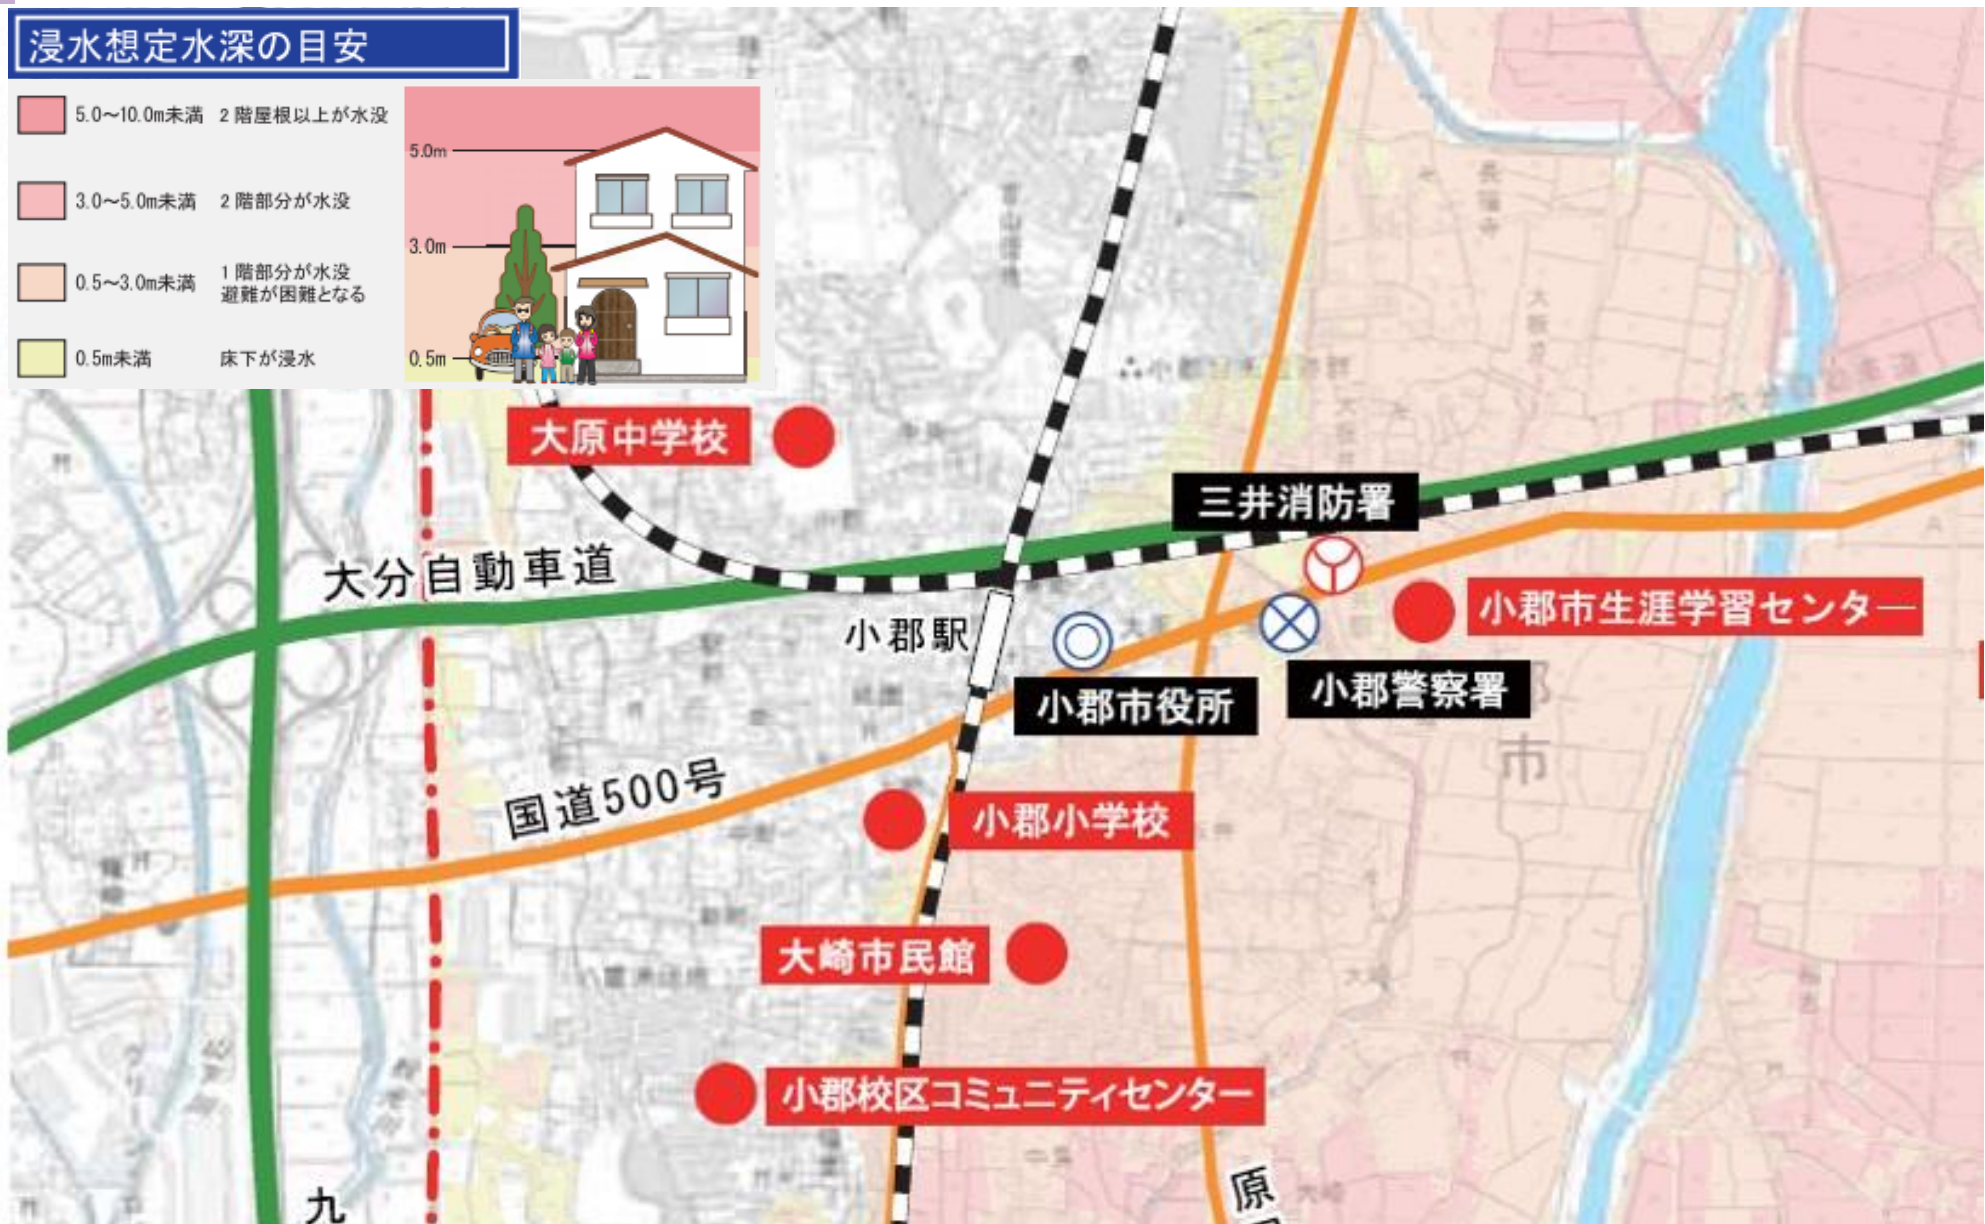 浸水想定水深の目安
5.0～10.0m未満 2階屋根以上が水没
3.0～5.0m未満 2階部分が水没
0.5～3.0m未満 1階部分が水没
避難が困難となる
0.5m未満 床下が浸水
5.0m
3.0m
0.5m
大原中学校
三井消防署
大分自動車道
小郡駅
小郡市生涯学習センター
小郡市役所
小郡警察署
市
国道500号
小郡小学校
大崎市民館
大崎
小郡校区コミュニティセンター
九
原
大崎